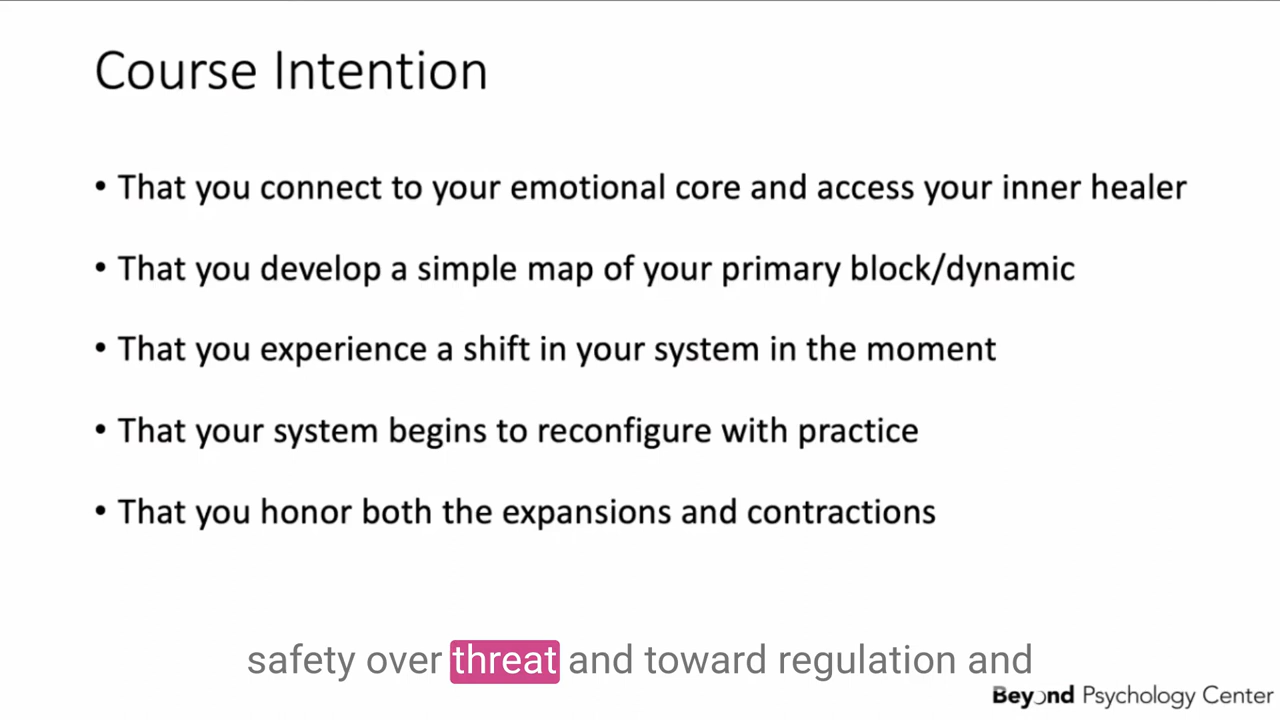 Course Intention
• That you connect to your emotional core and access your inner healer
• That you develop a simple map of your primary block/dynamic
• That you experience a shift in your system in the moment
• That your system begins to reconfigure with practice
• That you honor both the expansions and contractions
safety over threat and toward regulation and
Beyond Psychology Center